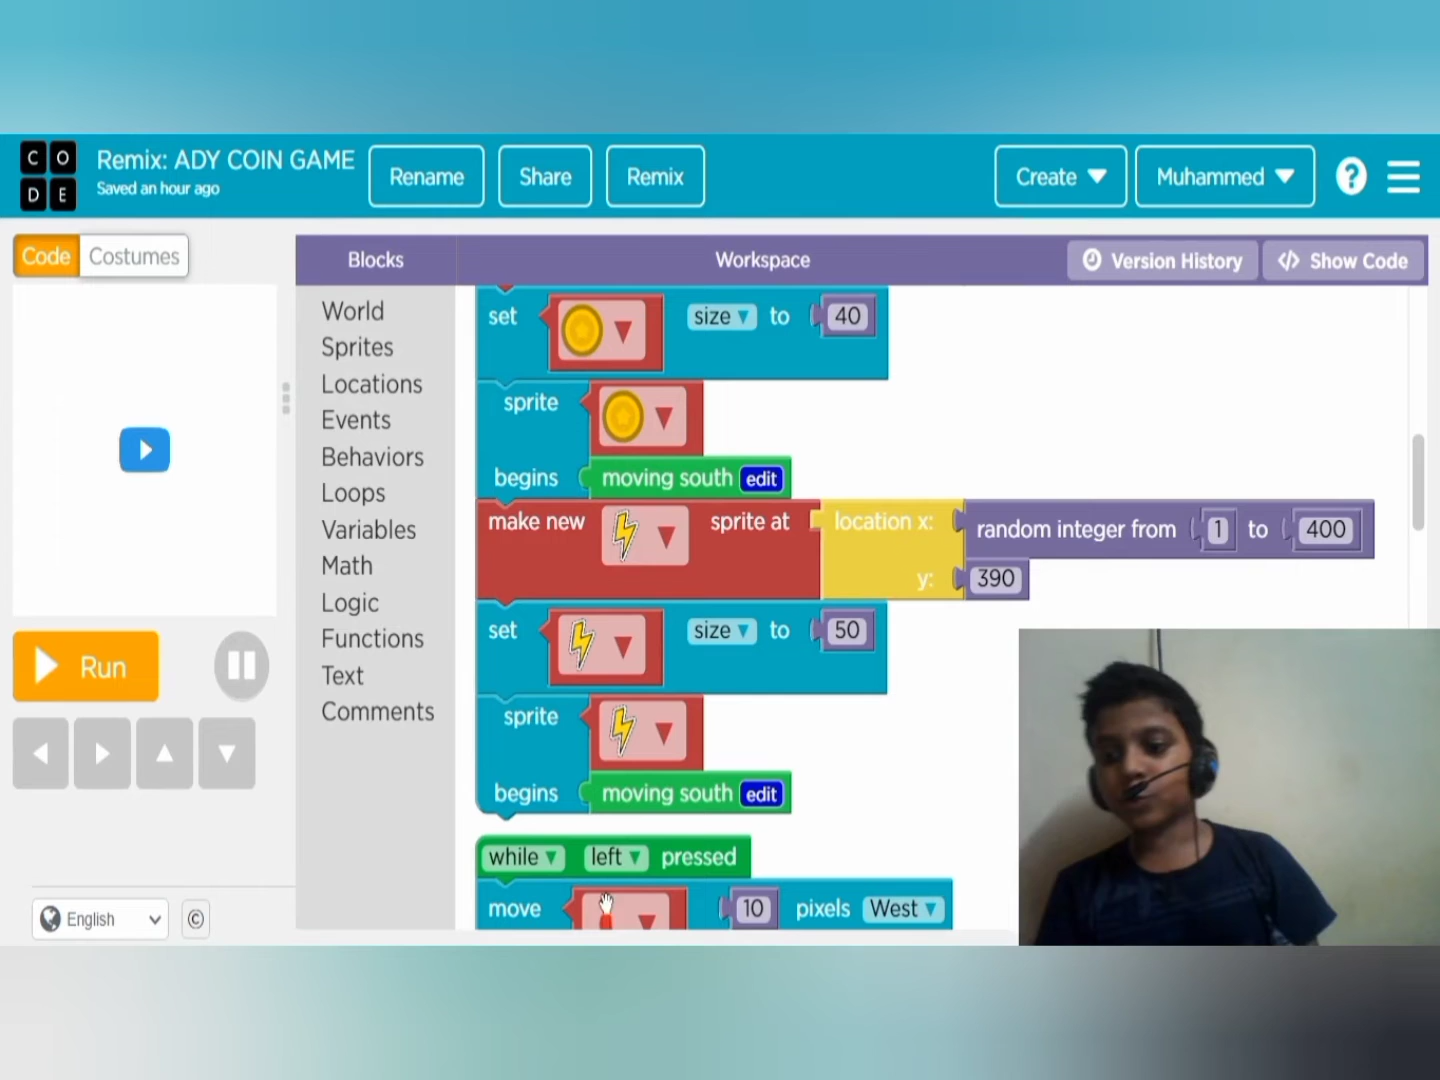 CODE
Remix: ADY COIN GAME
Saved an hour ago
Rename
Share
Remix
Create
Muhammed
?
Code
Costumes
Blocks
Workspace
Version History
</> Show Code
World
Sprites
Locations
Events
Behaviors
Loops
Variables
Math
Logic
Functions
Text
Comments
Run
English
©
set size to 40
sprite
begins moving south edit
make new sprite at location x: random integer from 1 to 400
y: 390
set size to 50
sprite
begins moving south edit
while left pressed
move 10 pixels West